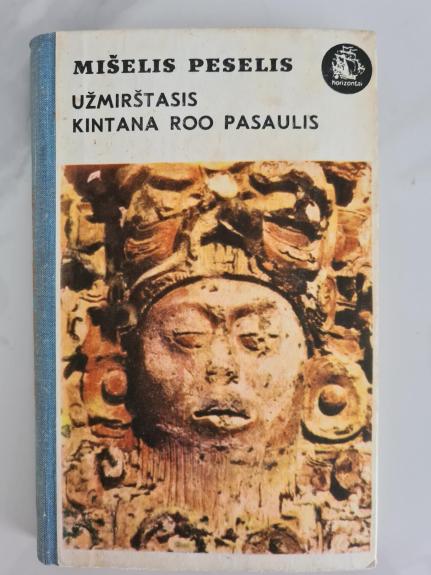 MIŠELIS PESELIS
horizontai
UŽMIRŠTASIS
KINTANA ROO PASAULIS